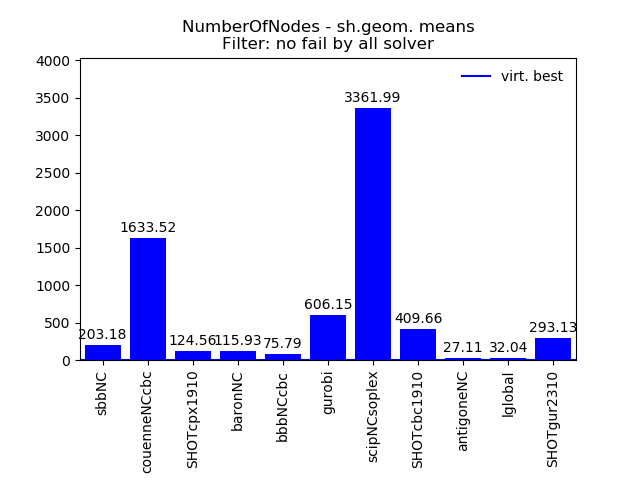 NumberOfNodes - sh.geom. means
Filter: no fail by all solver
virt. best
4000
3500
3000
2500
2000
1500
1000
500
0
203.18
1633.52
124.56
115.93
75.79
606.15
3361.99
409.66
27.11
32.04
293.13
sbbNC
couenneNCcbc
SHOTcpx1910
baronNC
bbbNCcbc
gurobi
scipNCsoplex
SHOTcbc1910
antigoneNC
lglobal
SHOTgur2310